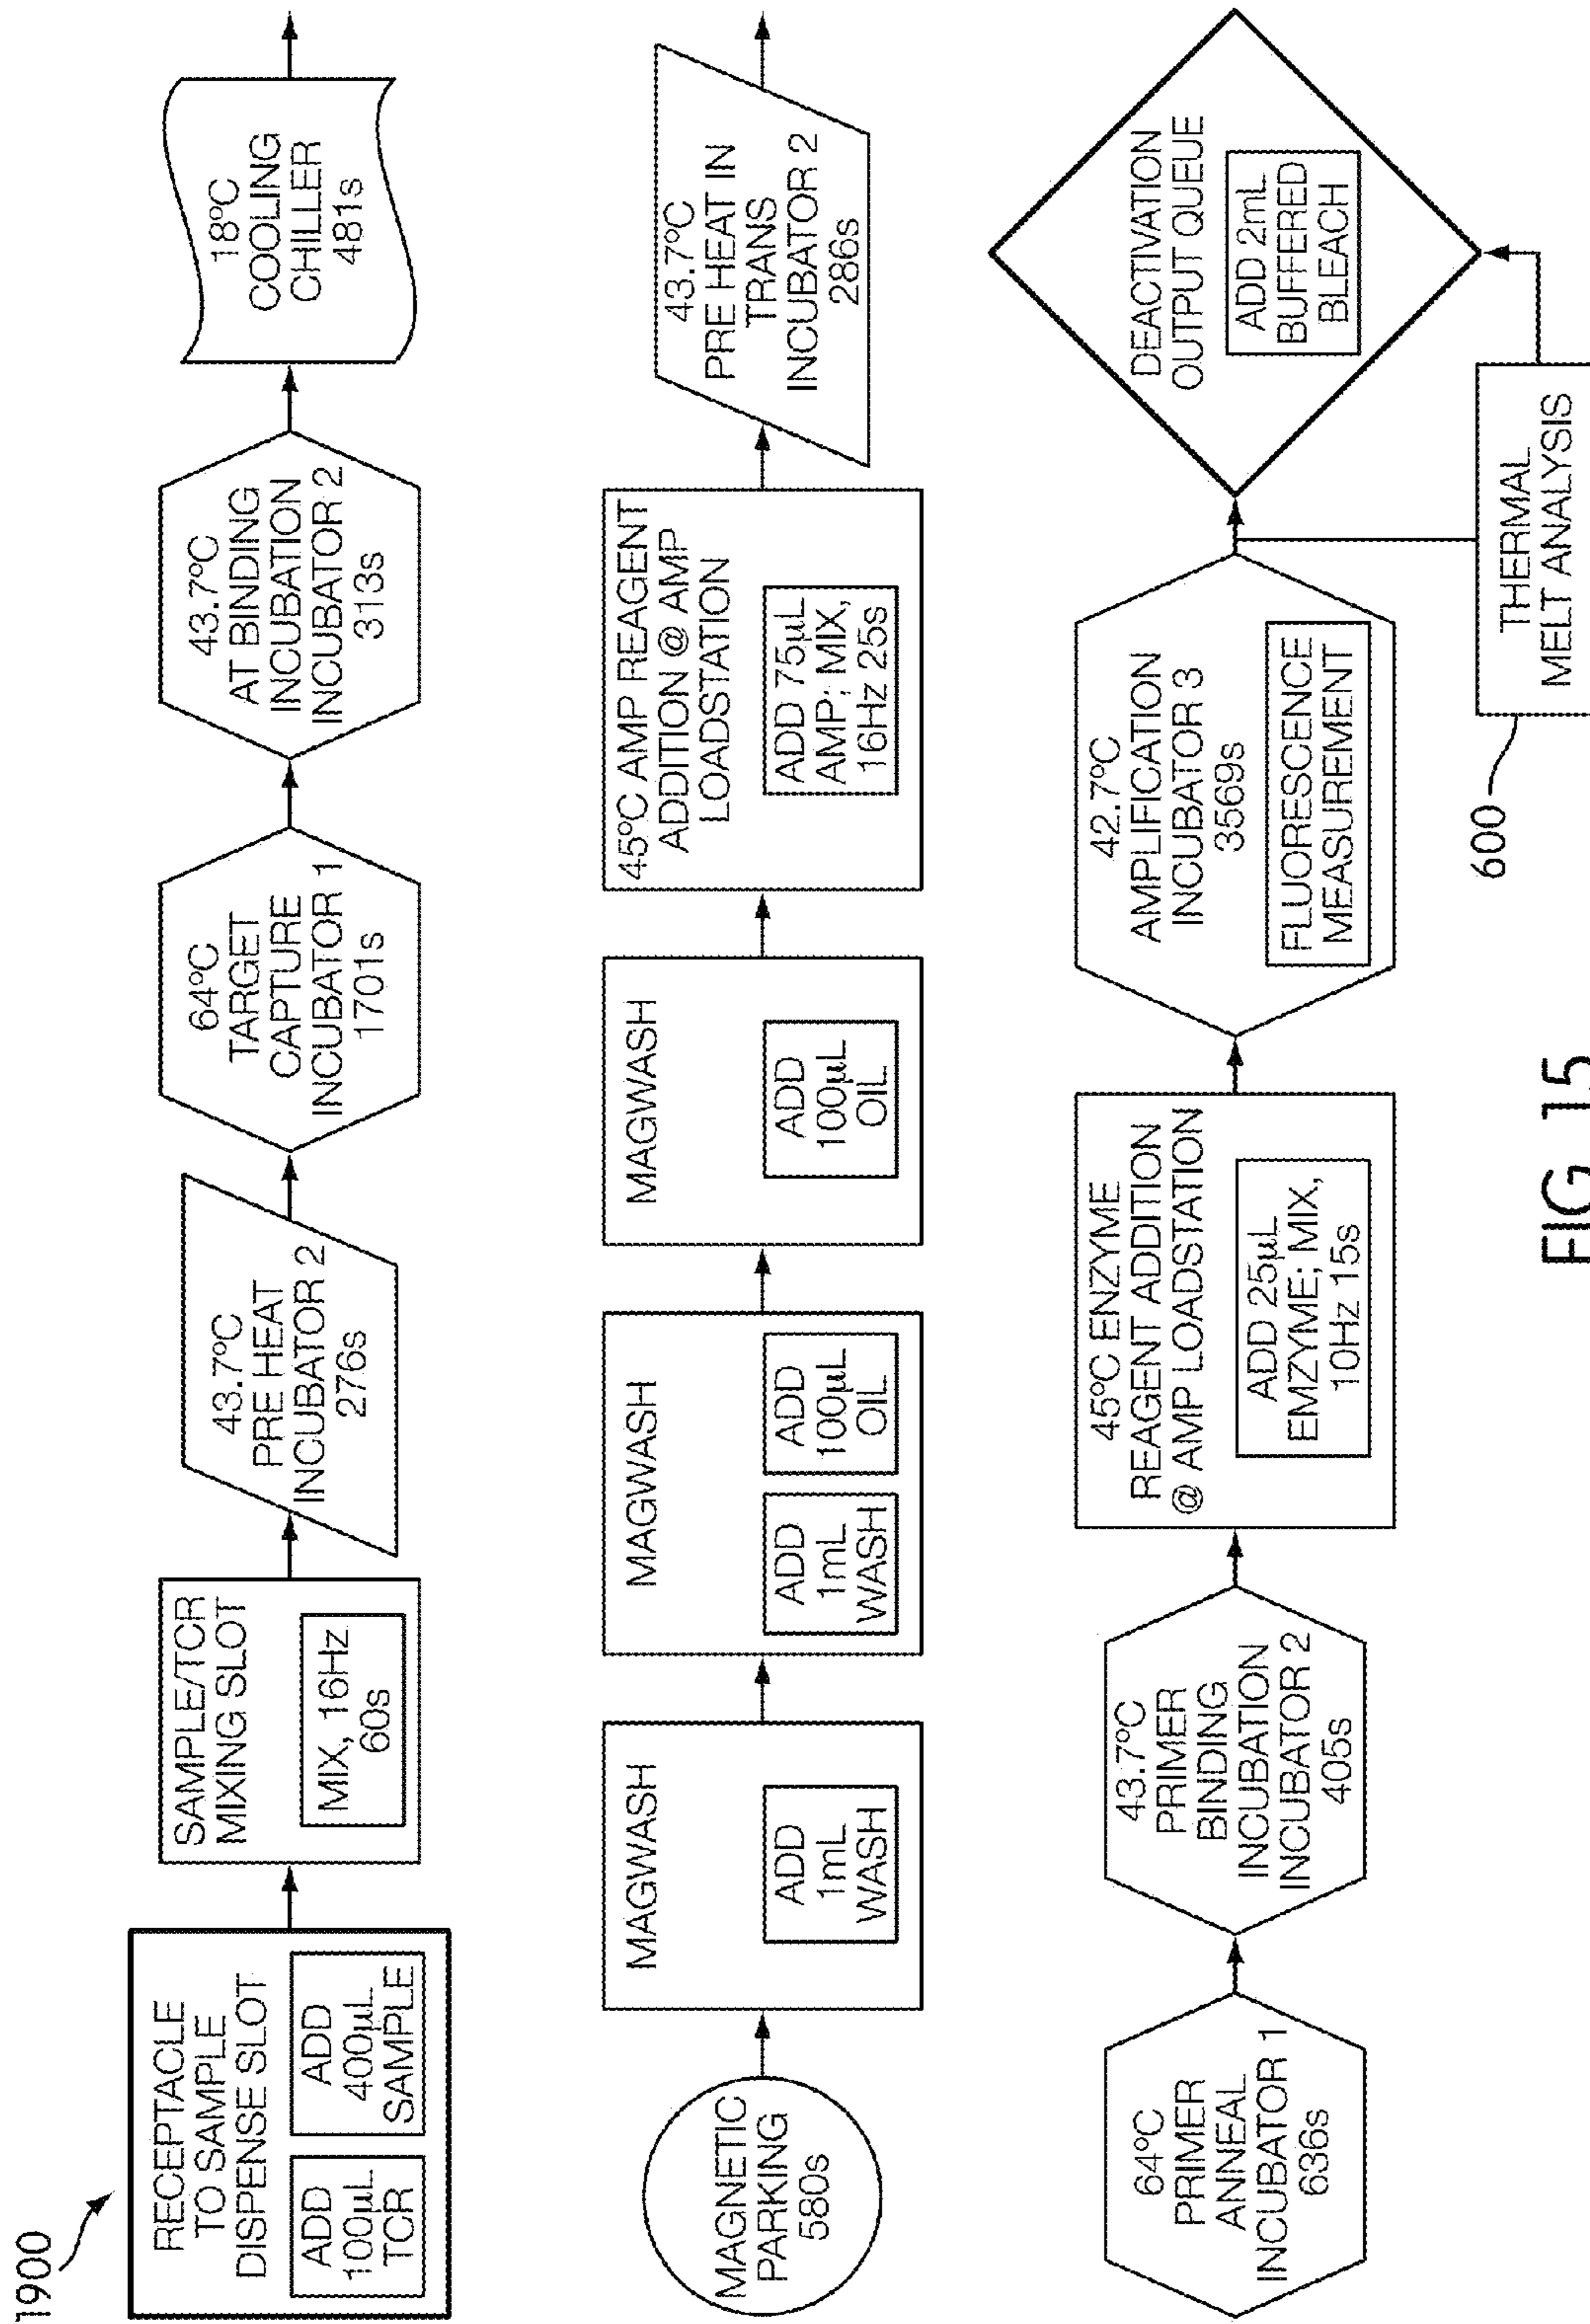 1900
RECEPTACLE
TO SAMPLE
DISPENSE SLOT
ADD
100µL
TCR
ADD
400µL
SAMPLE
SAMPLE/TCR
MIXING SLOT
MIX, 16Hz
60s
43.7°C
PRE HEAT
INCUBATOR 2
276s
64°C
TARGET
CAPTURE
INCUBATOR 1
1701s
43.7°C
AT BINDING
INCUBATION
INCUBATOR 2
313s
18°C
COOLING
CHILLER
481s
MAGNETIC
PARKING
580s
MAGWASH
ADD
1mL
WASH
MAGWASH
ADD
1mL
WASH
ADD
100µL
OIL
MAGWASH
ADD
100µL
OIL
45°C AMP REAGENT
ADDITION @ AMP
LOADSTATION
ADD 75µL
AMP; MIX,
16Hz 25s
43.7°C
PRE HEAT IN
TRANS
INCUBATOR 2
286s
64°C
PRIMER
ANNEAL
INCUBATOR 1
636s
43.7°C
PRIMER
BINDING
INCUBATION
INCUBATOR 2
405s
45°C ENZYME
REAGENT ADDITION
@ AMP LOADSTATION
ADD 25µL
EMZYME; MIX,
10Hz 15s
42.7°C
AMPLIFICATION
INCUBATOR 3
3569s
FLUORESCENCE
MEASUREMENT
DEACTIVATION
OUTPUT QUEUE
ADD 2mL
BUFFERED
BLEACH
600
THERMAL
MELT ANALYSIS
FIG. 15